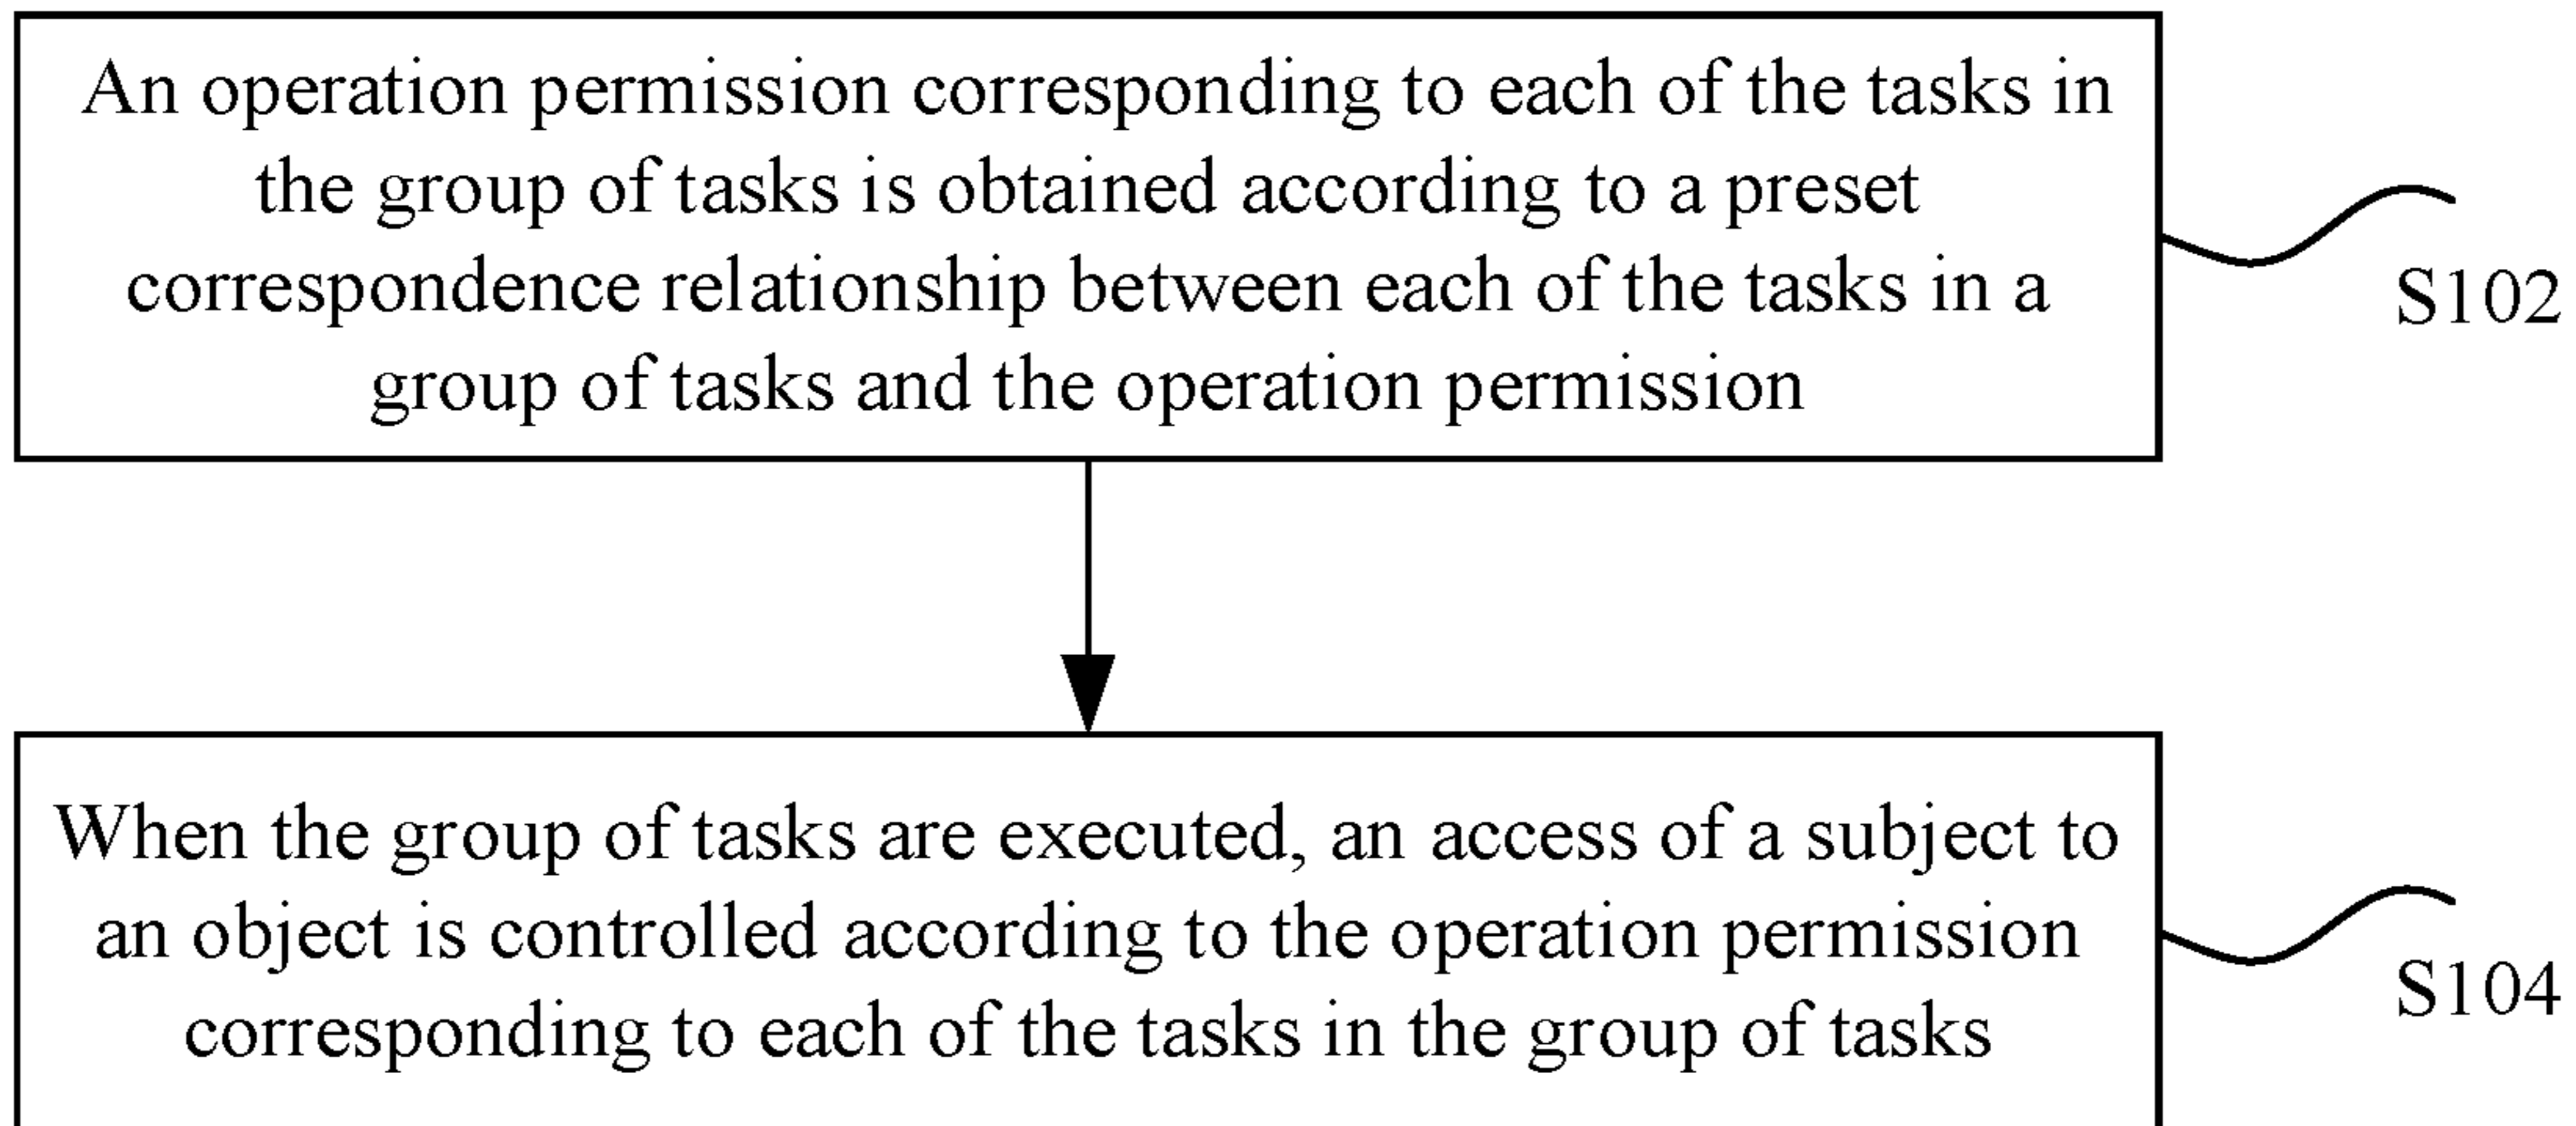 An operation permission corresponding to each of the tasks in
the group of tasks is obtained according to a preset
correspondence relationship between each of the tasks in a
group of tasks and the operation permission
S102
When the group of tasks are executed, an access of a subject to
an object is controlled according to the operation permission
corresponding to each of the tasks in the group of tasks
S104